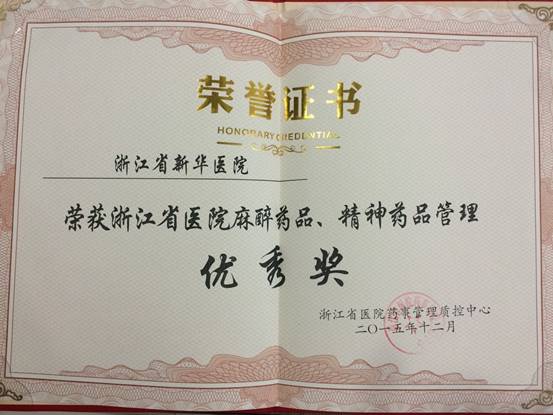 荣誉证书
HONORARY CREDENTIAL
浙江省新华医院
荣获浙江省医院麻醉药品、精神药品管理
优秀奖
浙江省医院药事管理质控中心
二〇一五年十二月